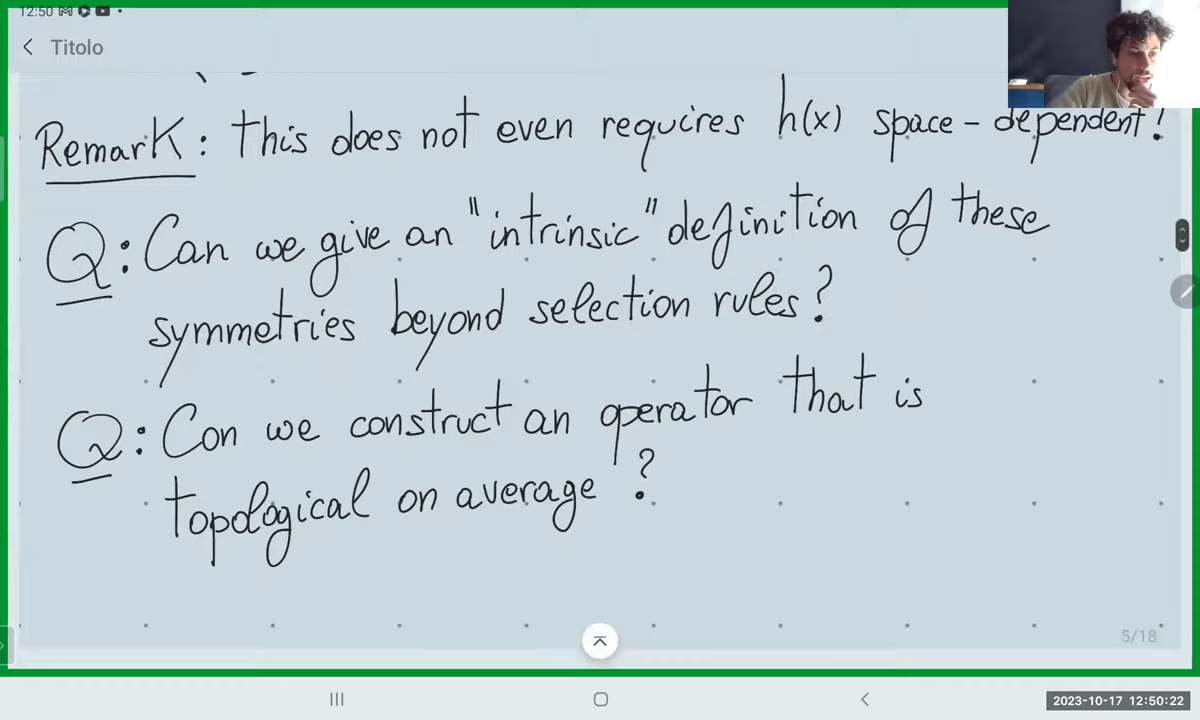 12:50
Titolo
Remark: this does not even requires h(x) space-dependent!
Q: Can we give an "intrinsic" definition of these
symmetries beyond selection rules?
Q: Can we construct an operator that is
topological on average?
5/18
2023-10-17 12:50:22